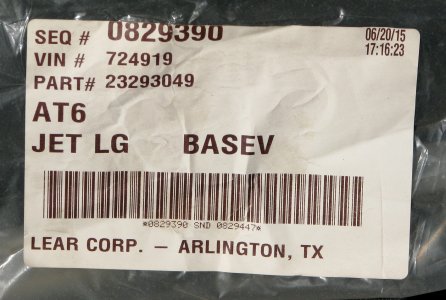 SEQ # 0829390
06/20/15
VIN # 724919
17:16:23
PART# 23293049
AT6
JET LG BASEV
*0829390 SND 0829447*
LEAR CORP. – ARLINGTON, TX